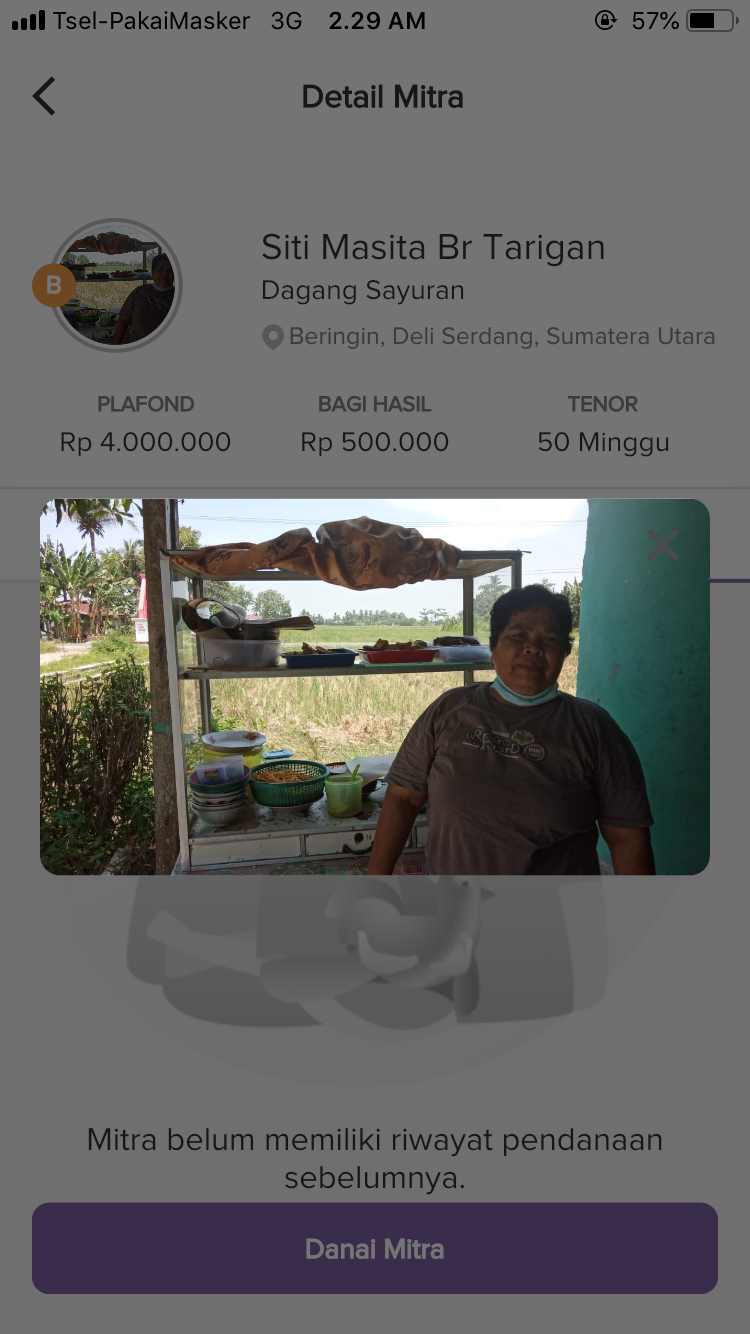 Tsel-PakaiMasker 3G 2.29 AM 57%
Detail Mitra
B
Siti Masita Br Tarigan
Dagang Sayuran
Beringin, Deli Serdang, Sumatera Utara
PLAFOND BAGI HASIL TENOR
Rp 4.000.000 Rp 500.000 50 Minggu
Mitra belum memiliki riwayat pendanaan
sebelumnya.
Danai Mitra